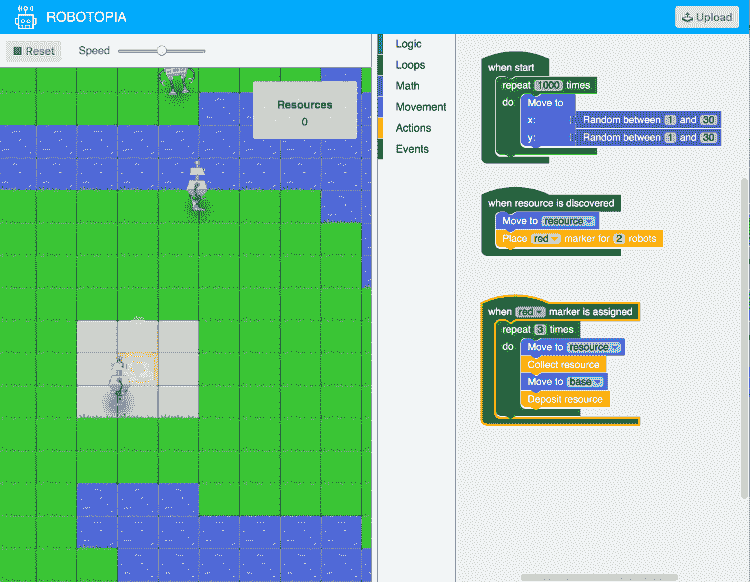 ROBOTOPIA
Upload
Reset
Speed
Resources
0
Logic
Loops
Math
Movement
Actions
Events
when start
repeat 1000 times
do Move to
x: Random between 1 and 30
y: Random between 1 and 30
when resource is discovered
Move to resource
Place red marker for 2 robots
when red marker is assigned
repeat 3 times
do Move to resource
Collect resource
Move to base
Deposit resource